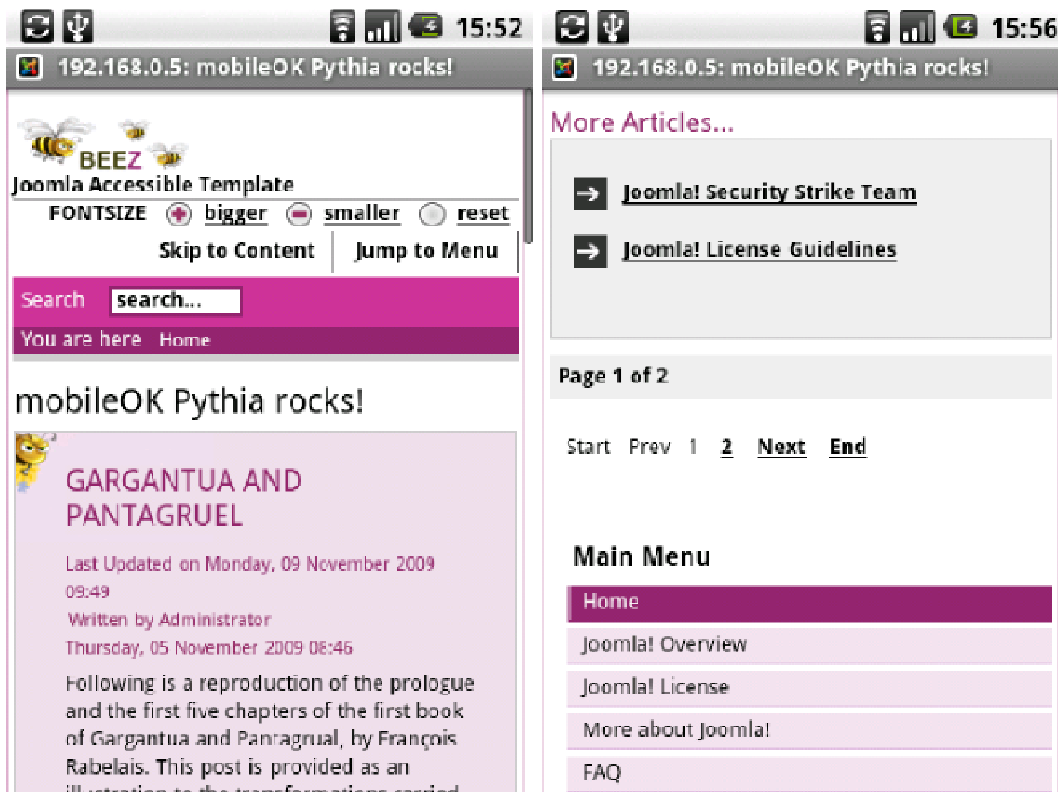 15:52
192.168.0.5: mobileOK Pythia rocks!
BEEZ
Joomla Accessible Template
FONTSIZE bigger smaller reset
Skip to Content Jump to Menu
Search search...
You are here Home
mobileOK Pythia rocks!
GARGANTUA AND
PANTAGRUEL
Last Updated on Monday, 09 November 2009
09:49
Written by Administrator
Thursday, 05 November 2009 08:46
Following is a reproduction of the prologue
and the first five chapters of the first book
of Gargantua and Pantagrual, by François
Rabelais. This post is provided as an
illustration to the transformations carried
15:56
192.168.0.5: mobileOK Pythia rocks!
More Articles...
Joomla! Security Strike Team
Joomla! License Guidelines
Page 1 of 2
Start Prev 1 2 Next End
Main Menu
Home
Joomla! Overview
Joomla! License
More about Joomla!
FAQ